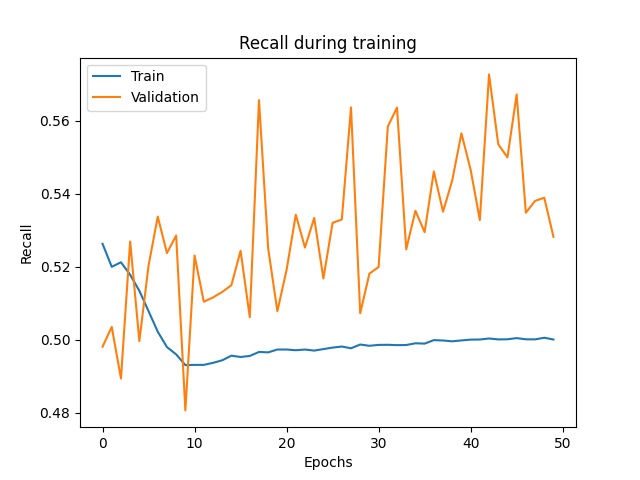 Recall during training
Train
Validation
Recall
0.56
0.54
0.52
0.50
0.48
0 10 20 30 40 50
Epochs